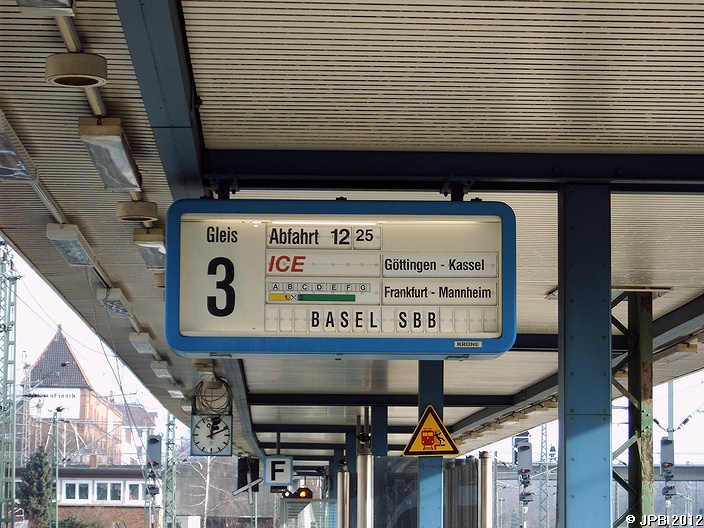 Gleis
3
Abfahrt 12 25
ICE
Göttingen - Kassel
A B C D E F G
Frankfurt - Mannheim
BASEL SBB
KRONE
F
© JPB 2012